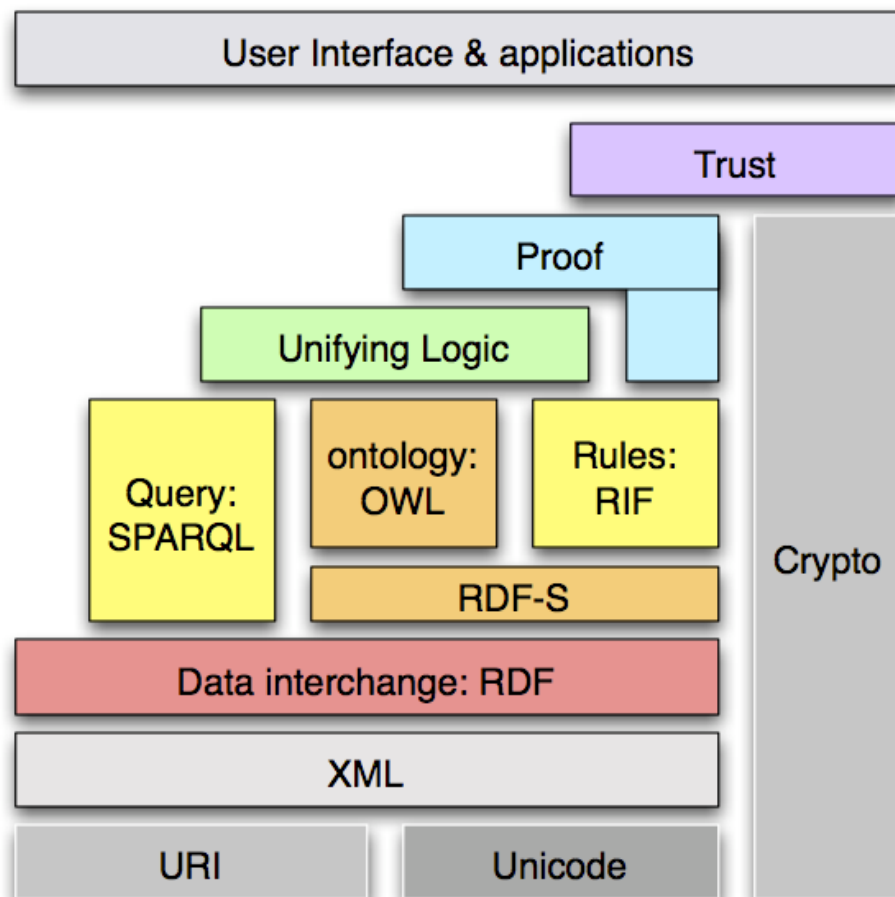 User Interface & applications
Trust
Proof
Unifying Logic
Query:
SPARQL
ontology:
OWL
Rules:
RIF
Crypto
RDF-S
Data interchange: RDF
XML
URI
Unicode